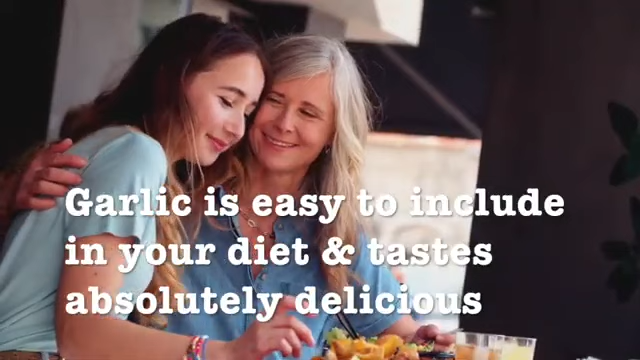 Garlic is easy to include
in your diet & tastes
absolutely delicious